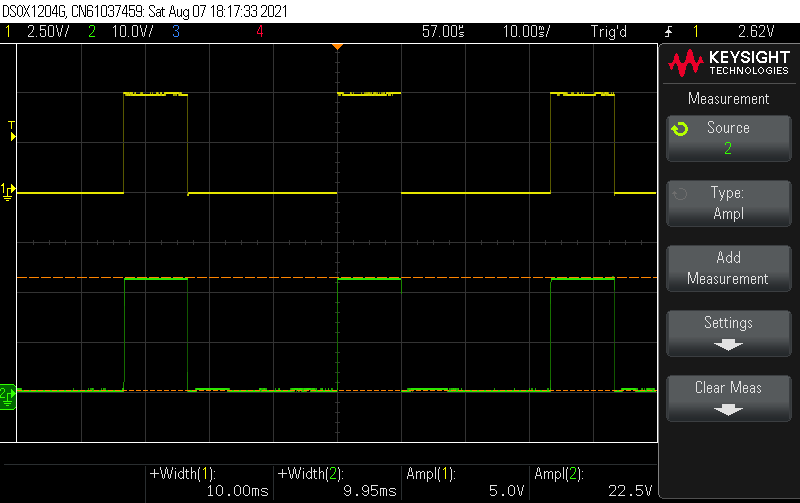 DSOX1204G, CN61037459: Sat Aug 07 18:17:33 2021
1 2.50V/ 2 10.0V/ 3 4 57.00s 10.00s/ Trig'd 1 2.62V
KEYSIGHT
TECHNOLOGIES
Measurement
Source
2
Type:
Ampl
Add
Measurement
Settings
Clear Meas
T
1
2
+Width(1): +Width(2): Ampl(1): Ampl(2):
10.00ms 9.95ms 5.0V 22.5V